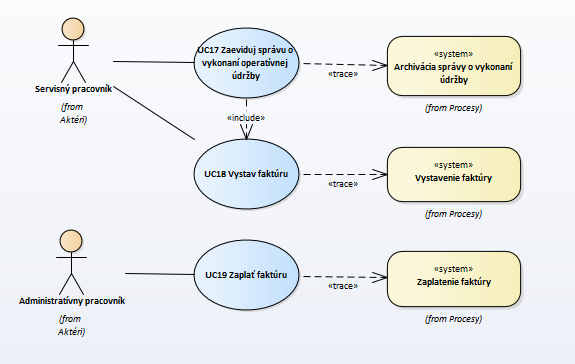 UC17 Zaeviduj správu o
vykonaní operatívnej
údržby
«trace»
«system»
Archivácia správy o vykonaní
údržby
(from Procesy)
Servisný pracovník
(from
Aktéri)
«include»
UC18 Vystav faktúru
«trace»
«system»
Vystavenie faktúry
(from Procesy)
Administratívny pracovník
(from
Aktéri)
UC19 Zaplať faktúru
«trace»
«system»
Zaplatenie faktúry
(from Procesy)